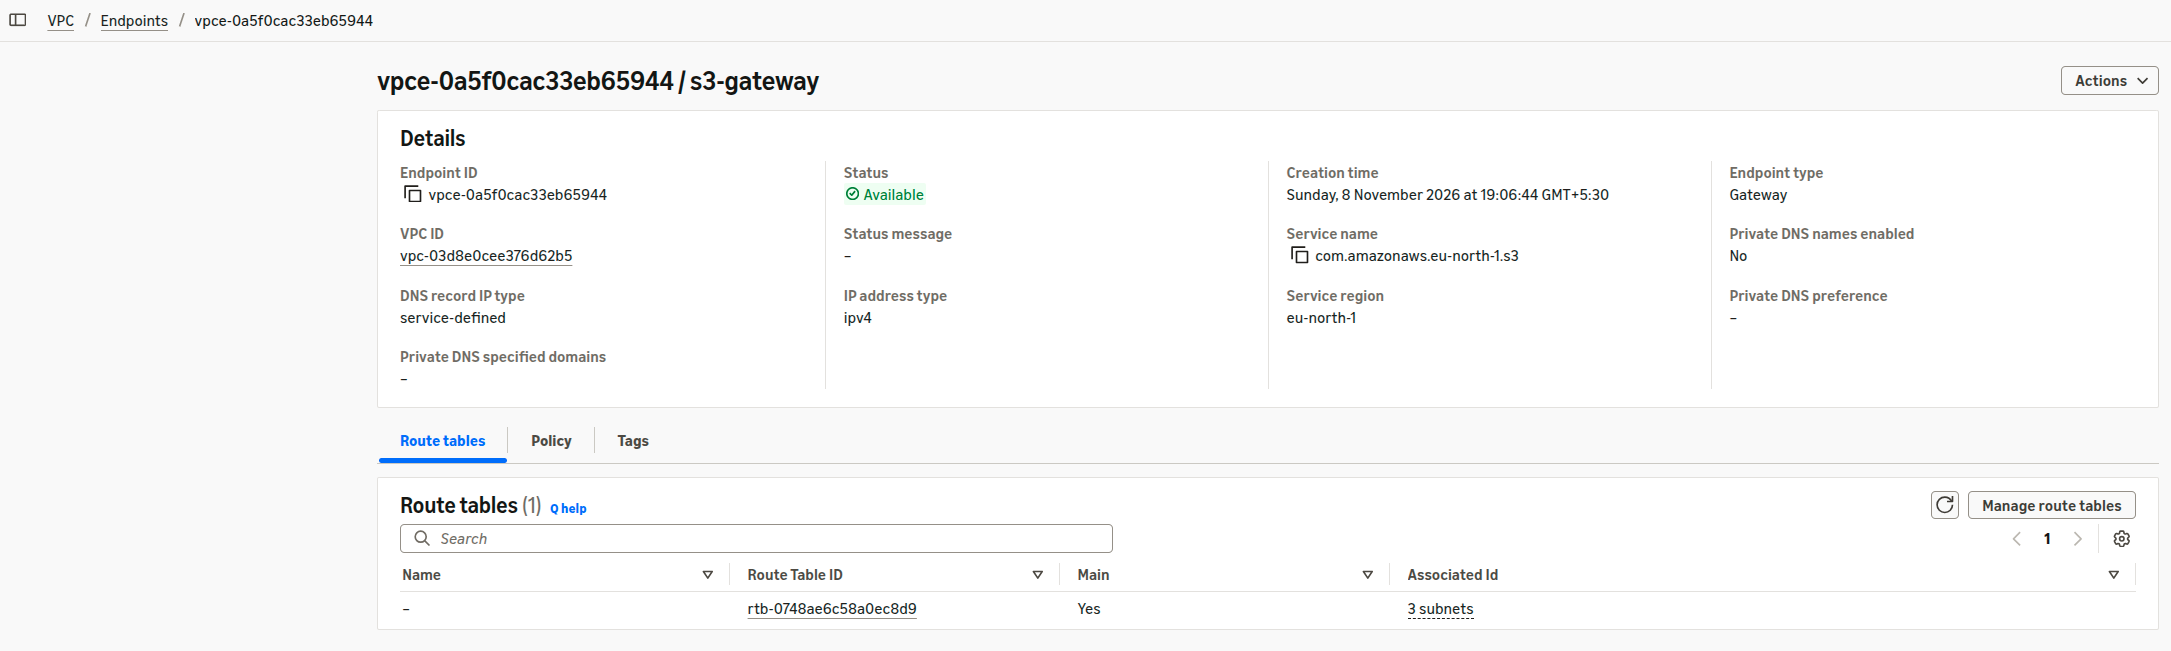 VPC / Endpoints / vpce-0a5f0cac33eb65944
vpce-0a5f0cac33eb65944 / s3-gateway
Actions
Details
Endpoint ID
vpce-0a5f0cac33eb65944
Status
Available
Creation time
Sunday, 8 November 2026 at 19:06:44 GMT+5:30
Endpoint type
Gateway
VPC ID
vpc-03d8e0cee376d62b5
Status message
–
Service name
com.amazonaws.eu-north-1.s3
Private DNS names enabled
No
DNS record IP type
service-defined
IP address type
ipv4
Service region
eu-north-1
Private DNS preference
–
Private DNS specified domains
–
Route tables
Policy
Tags
Route tables (1) Q help
Manage route tables
Search
1
Name Route Table ID Main Associated Id
– rtb-0748ae6c58a0ec8d9 Yes 3 subnets